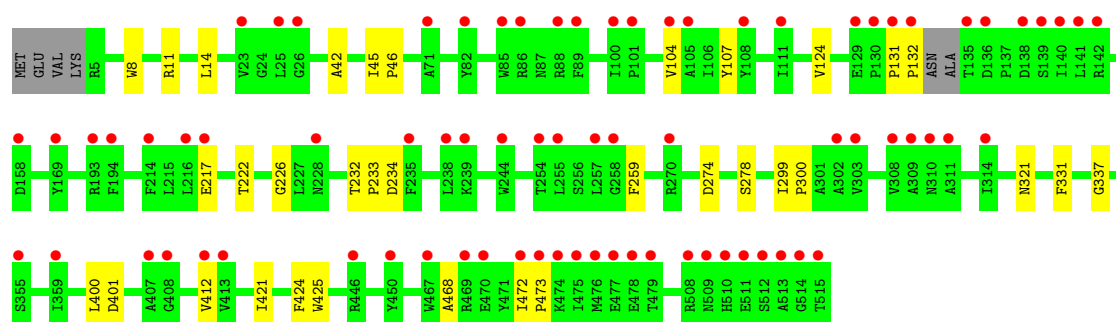 MET GLU VAL LYS R5 W8 R11 L14 V23 G24 L25 G26 A42 I45 P46 A71 Y82 W85 R86 N87 R88 F89 I100 P101 V104 A105 I106 Y107 Y108 I111 V124 E129 P130 P131 P132 ASN ALA T135 D136 P137 D138 S139 I140 L141 R142
D158 Y169 R193 F194 F214 L215 L216 E217 T222 G226 L227 N228 T232 P233 D234 F235 L238 K239 W244 T254 L255 S256 L257 G258 F259 R270 D274 S278 I299 P300 A301 A302 V303 V308 A309 N310 A311 I314 N321 F331 G337
S355 I359 L400 D401 A407 G408 V412 V413 I421 F424 W425 R446 Y450 W467 A468 R469 E470 Y471 I472 P473 K474 I475 M476 E477 E478 T479 R508 N509 H510 E511 S512 A513 G514 T515